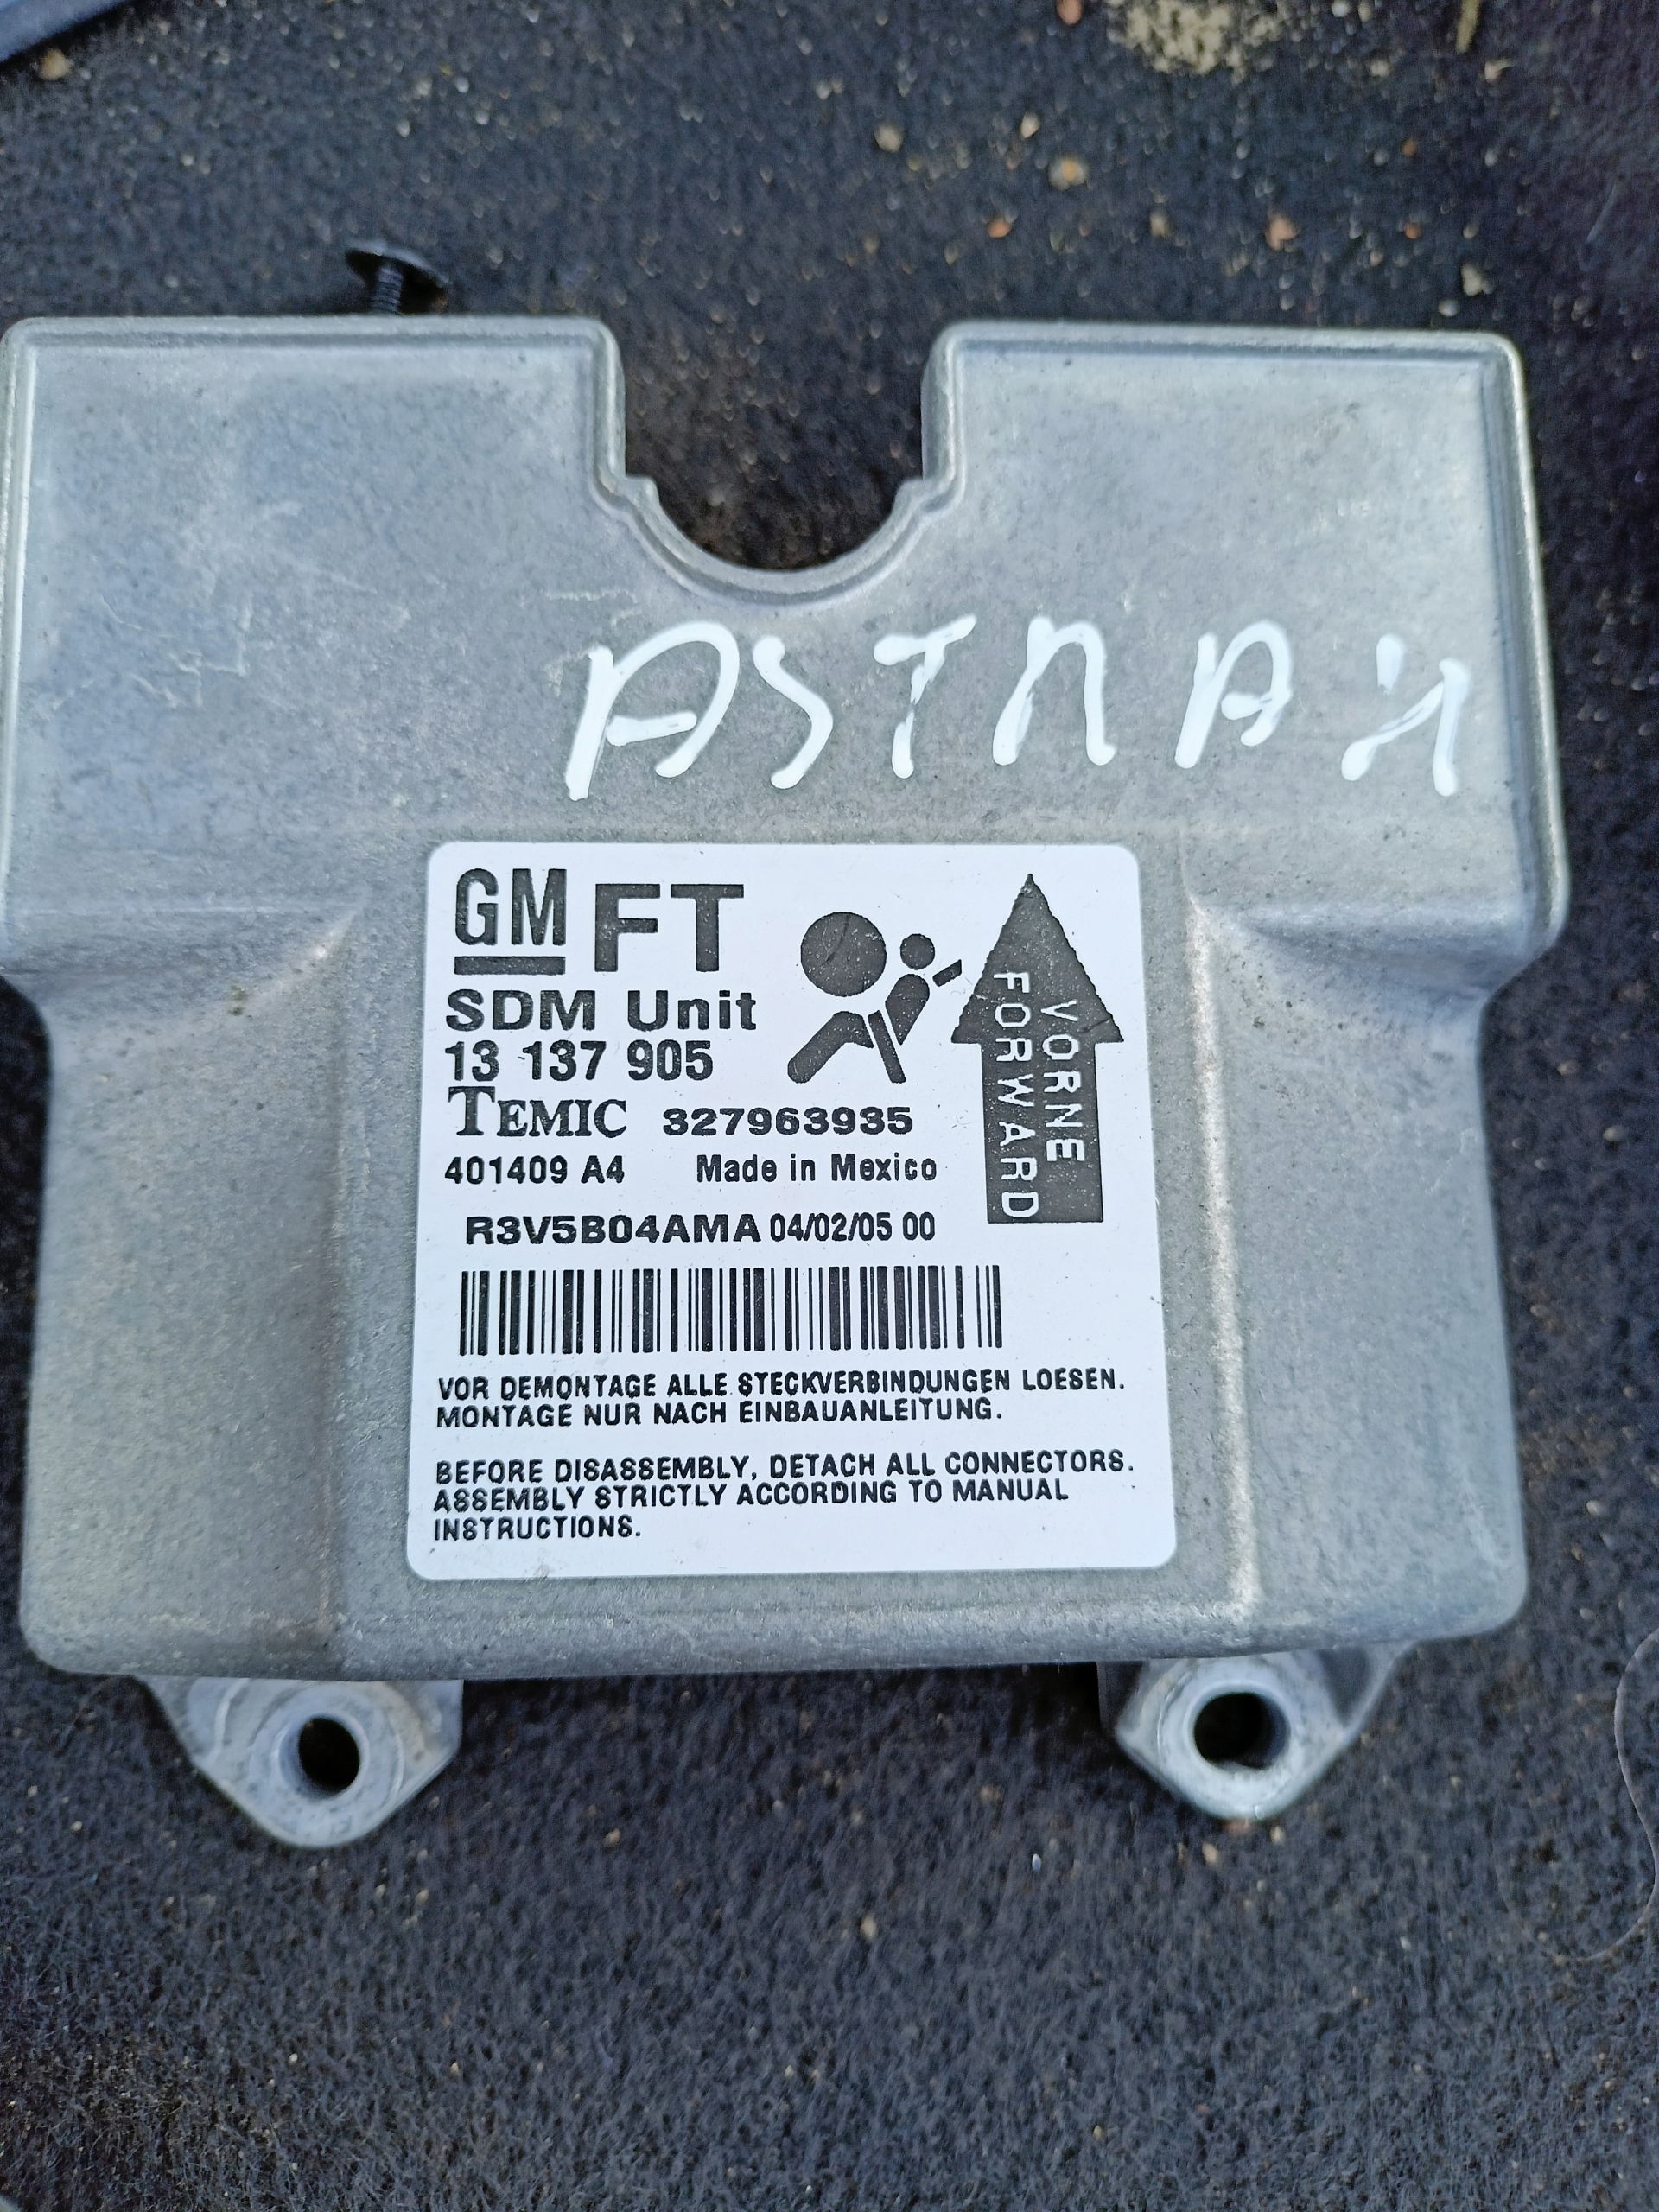 ASTRA H
GM FT
SDM Unit
13 137 905
TEMIC 327963935
401409 A4 Made in Mexico
R3V5B04AMA 04/02/05 00
VORNE
FORWARD
VOR DEMONTAGE ALLE STECKVERBINDUNGEN LOESEN.
MONTAGE NUR NACH EINBAUANLEITUNG.
BEFORE DISASSEMBLY, DETACH ALL CONNECTORS.
ASSEMBLY STRICTLY ACCORDING TO MANUAL
INSTRUCTIONS.